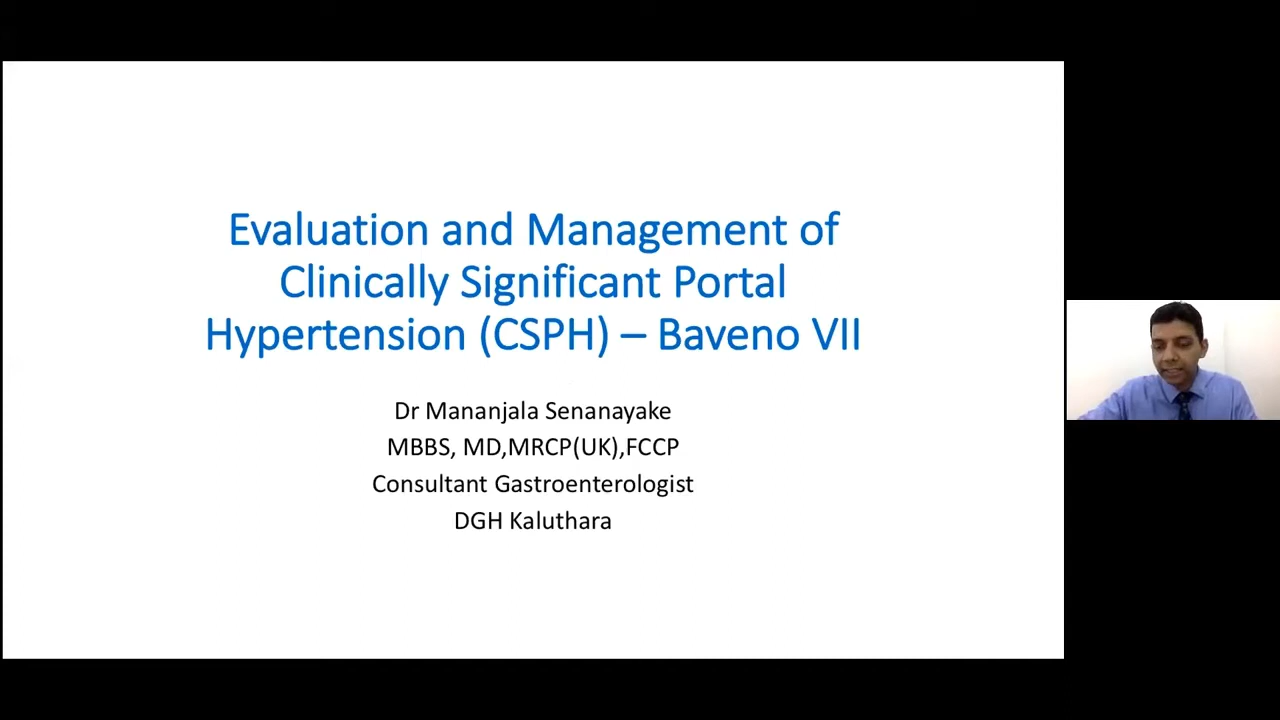 Evaluation and Management of
Clinically Significant Portal
Hypertension (CSPH) – Baveno VII
Dr Mananjala Senanayake
MBBS, MD,MRCP(UK),FCCP
Consultant Gastroenterologist
DGH Kaluthara